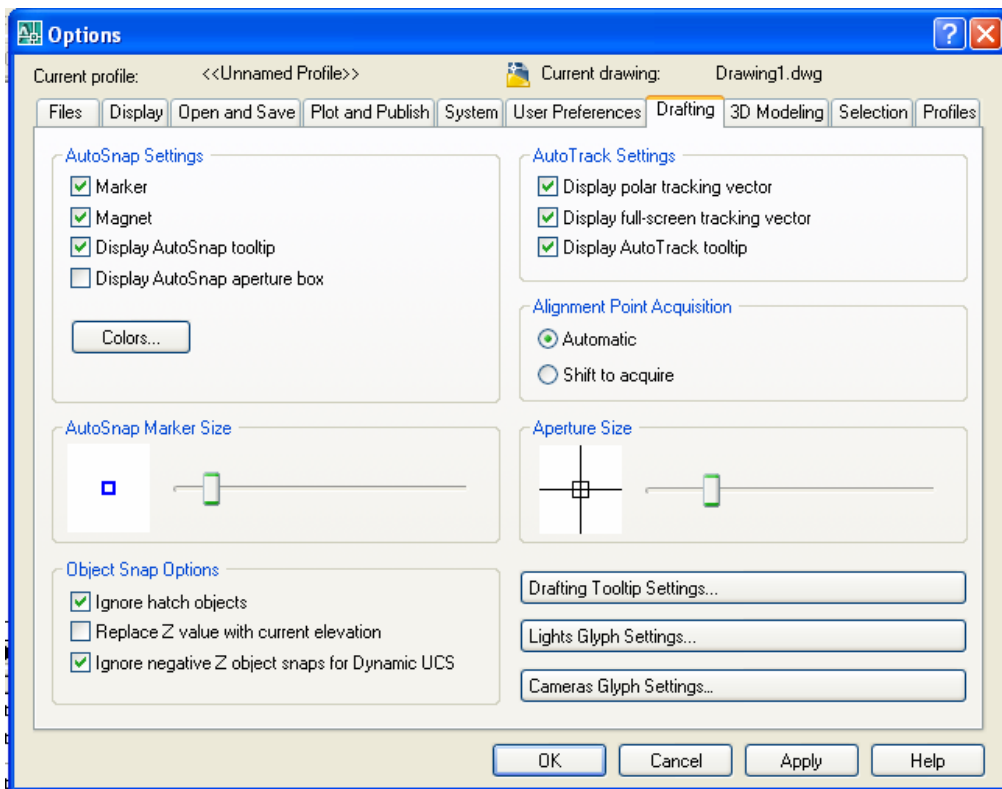 Options
Current profile: <<Unnamed Profile>> Current drawing: Drawing1.dwg
Files Display Open and Save Plot and Publish System User Preferences Drafting 3D Modeling Selection Profiles
AutoSnap Settings
Marker
Magnet
Display AutoSnap tooltip
Display AutoSnap aperture box
Colors...
AutoTrack Settings
Display polar tracking vector
Display full-screen tracking vector
Display AutoTrack tooltip
Alignment Point Acquisition
Automatic
Shift to acquire
AutoSnap Marker Size
Aperture Size
Object Snap Options
Ignore hatch objects
Replace Z value with current elevation
Ignore negative Z object snaps for Dynamic UCS
Drafting Tooltip Settings...
Lights Glyph Settings...
Cameras Glyph Settings...
OK Cancel Apply Help